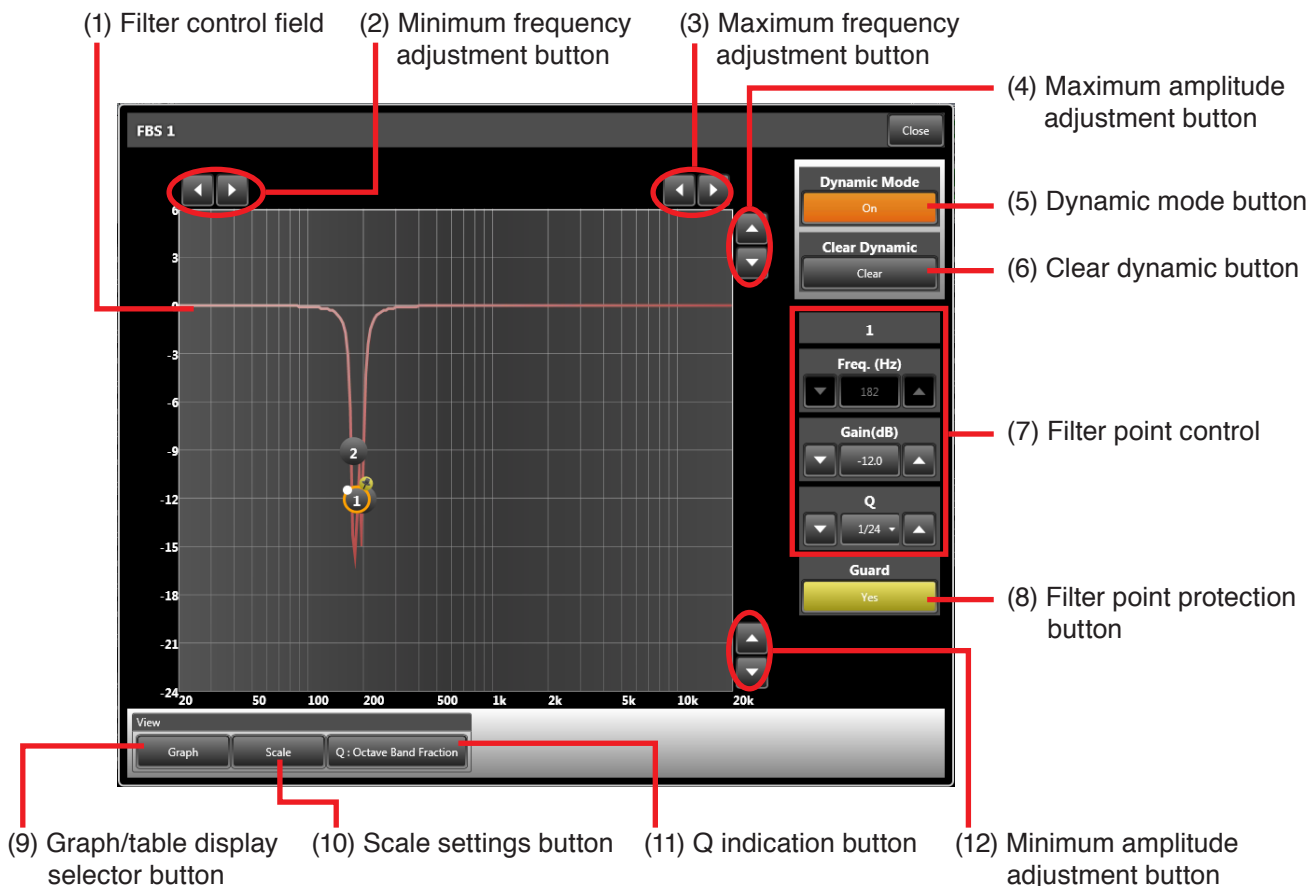 (1) Filter control field
(2) Minimum frequency
adjustment button
(3) Maximum frequency
adjustment button
(4) Maximum amplitude
adjustment button
FBS 1
Close
Dynamic Mode
On
(5) Dynamic mode button
Clear Dynamic
Clear
(6) Clear dynamic button
6
3
0
-3
-6
-9
-12
-15
-18
-21
-24
2
1
1
Freq. (Hz)
182
Gain(dB)
-12.0
(7) Filter point control
Q
1/24
Guard
Yes
(8) Filter point protection
button
20 50 100 200 500 1k 2k 5k 10k 20k
View
Graph
Scale
Q : Octave Band Fraction
(9) Graph/table display
selector button
(10) Scale settings button
(11) Q indication button
(12) Minimum amplitude
adjustment button